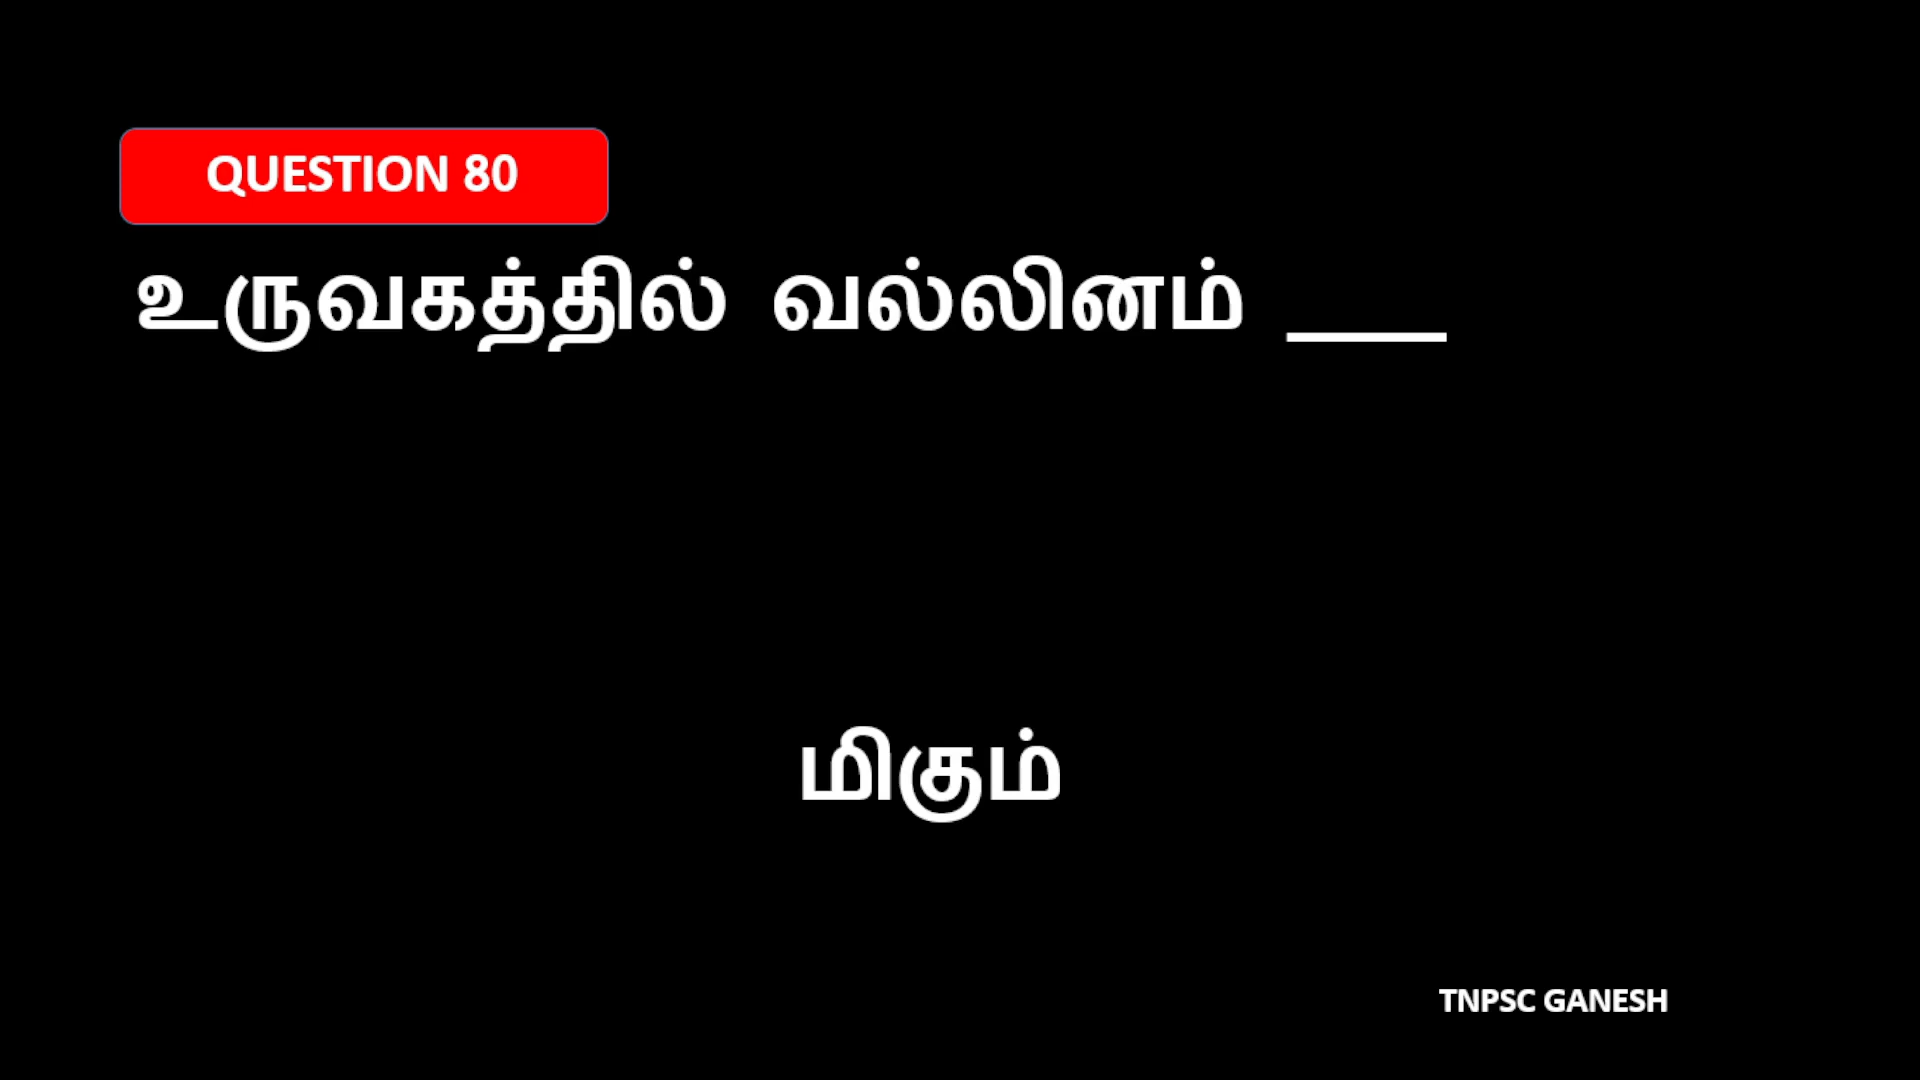 QUESTION 80
உருவகத்தில் வல்லினம் ____
மிகும்
TNPSC GANESH